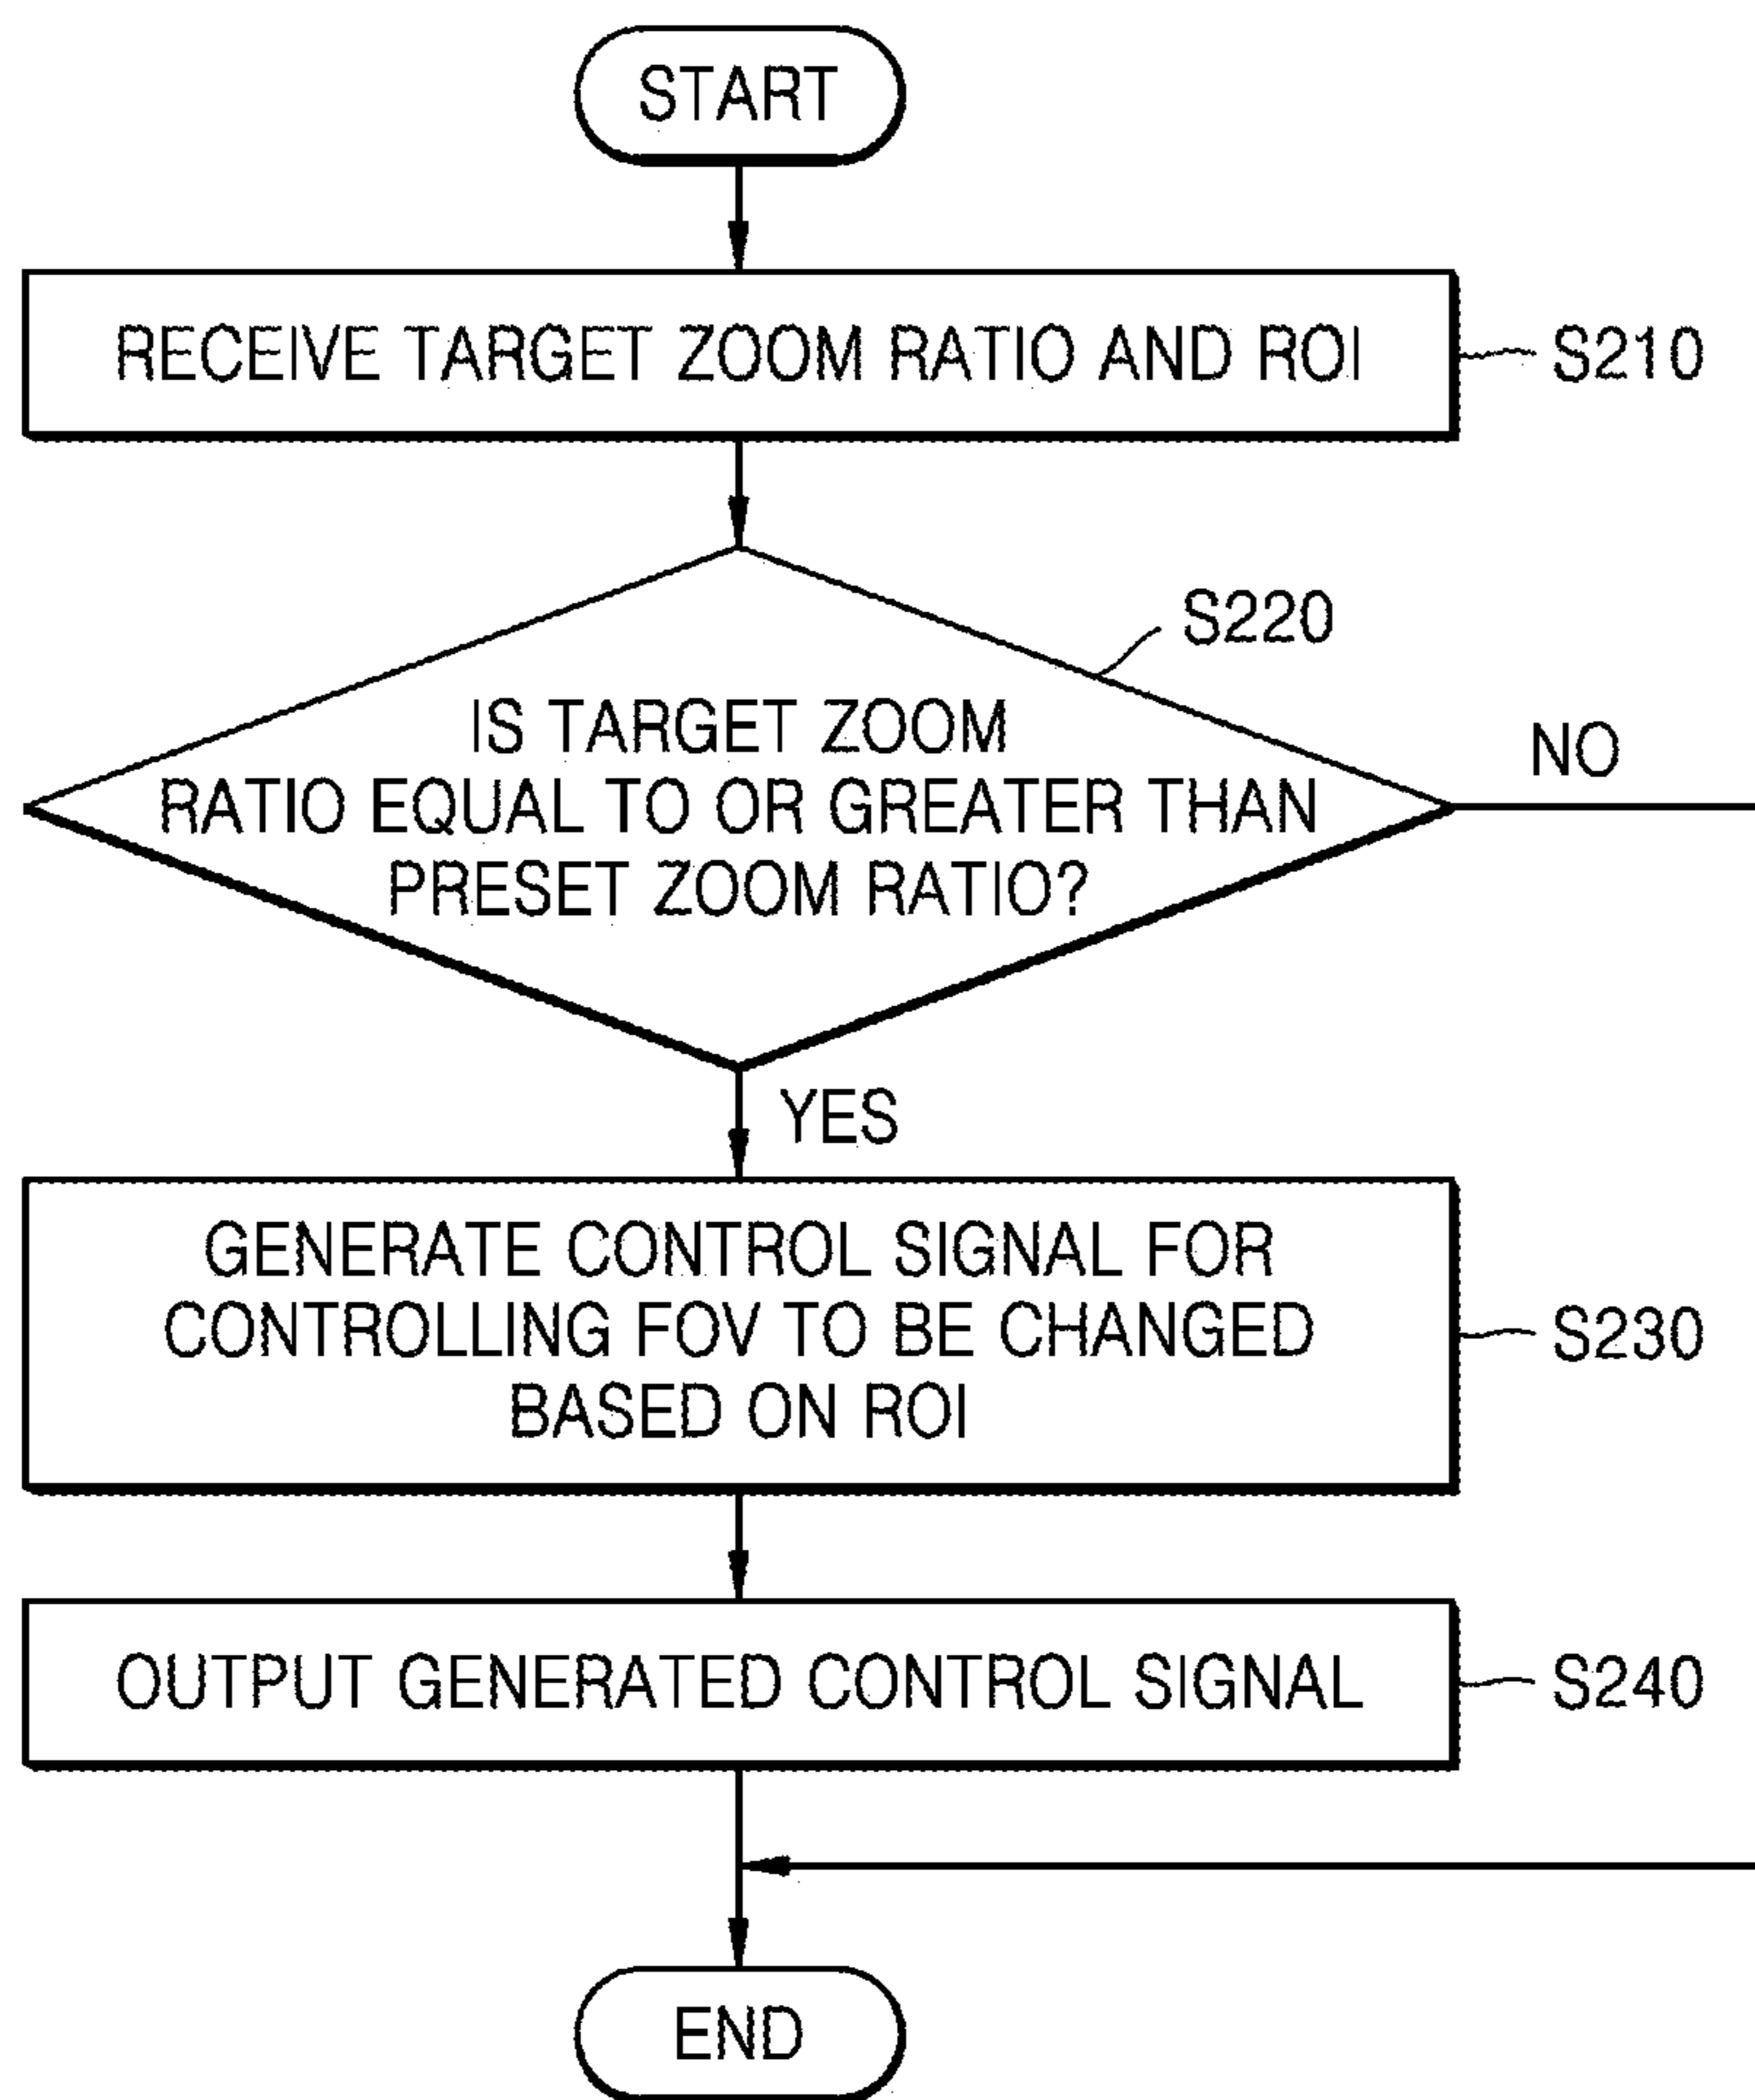 START
RECEIVE TARGET ZOOM RATIO AND ROI
S210
S220
IS TARGET ZOOM
RATIO EQUAL TO OR GREATER THAN
PRESET ZOOM RATIO?
NO
YES
GENERATE CONTROL SIGNAL FOR
CONTROLLING FOV TO BE CHANGED
BASED ON ROI
S230
OUTPUT GENERATED CONTROL SIGNAL
S240
END